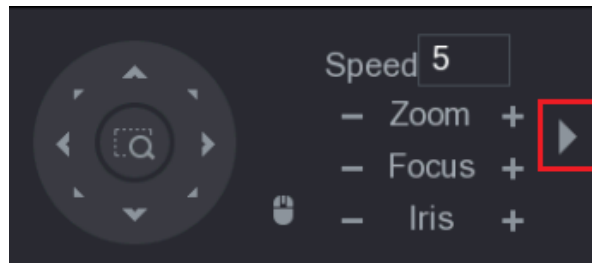 Speed 5
− Zoom +
− Focus +
− Iris +